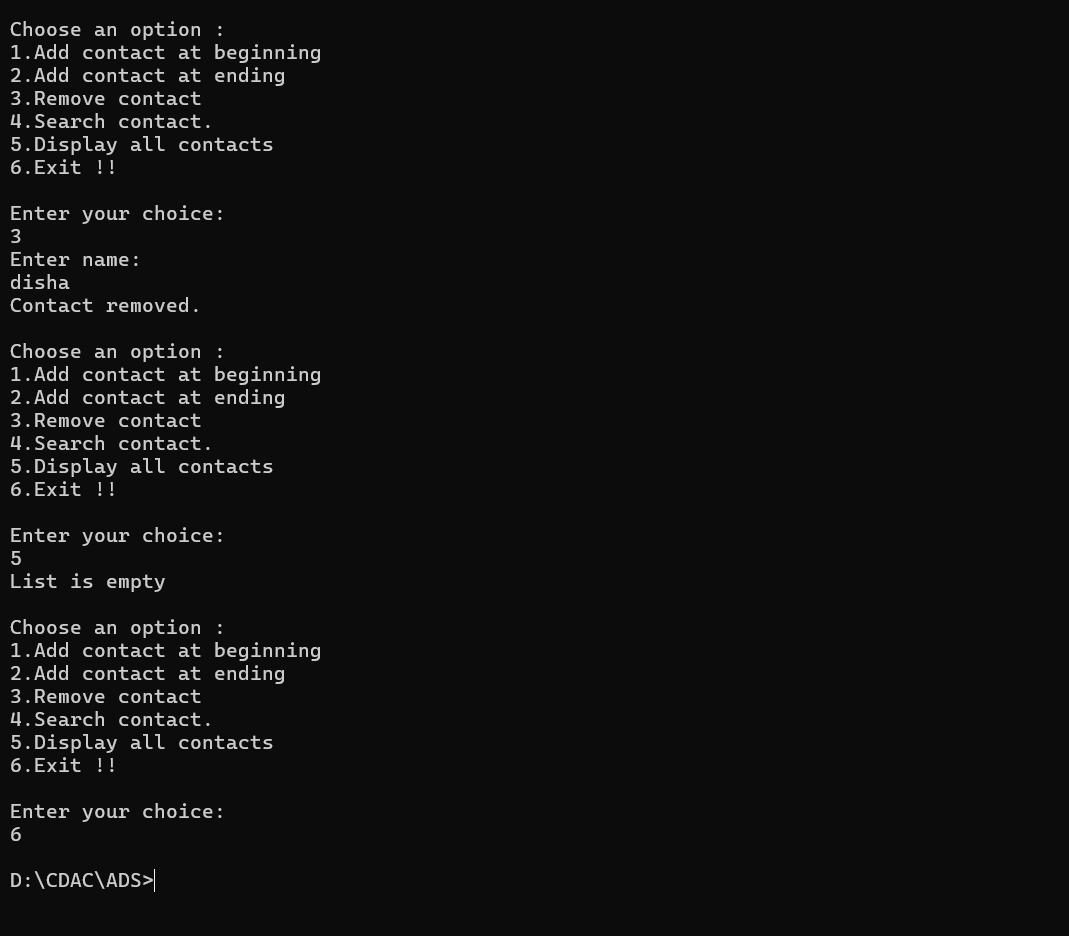 Choose an option :
1.Add contact at beginning
2.Add contact at ending
3.Remove contact
4.Search contact.
5.Display all contacts
6.Exit !!
Enter your choice:
3
Enter name:
disha
Contact removed.
Choose an option :
1.Add contact at beginning
2.Add contact at ending
3.Remove contact
4.Search contact.
5.Display all contacts
6.Exit !!
Enter your choice:
5
List is empty
Choose an option :
1.Add contact at beginning
2.Add contact at ending
3.Remove contact
4.Search contact.
5.Display all contacts
6.Exit !!
Enter your choice:
6
D:\CDAC\ADS>